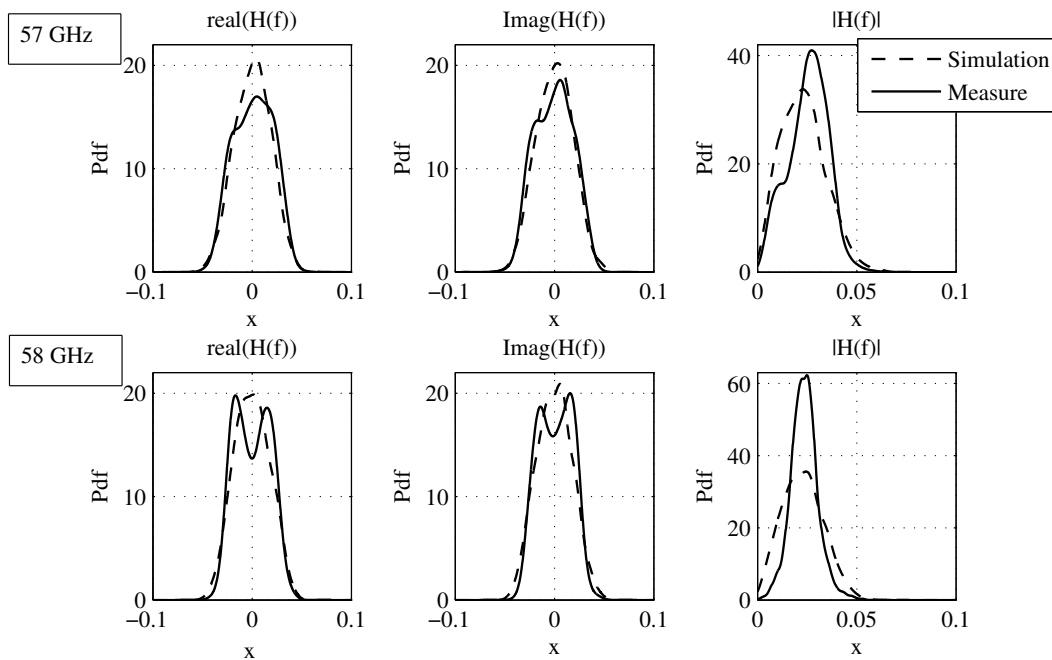 57 GHz
real(H(f))
Imag(H(f))
|H(f)|
Simulation
Measure
Pdf
20
10
0
−0.1
0
0.1
x
Pdf
20
10
0
−0.1
0
0.1
x
Pdf
40
20
0
0
0.05
0.1
x
58 GHz
real(H(f))
Imag(H(f))
|H(f)|
Pdf
20
10
0
−0.1
0
0.1
x
Pdf
20
10
0
−0.1
0
0.1
x
Pdf
60
40
20
0
0
0.05
0.1
x